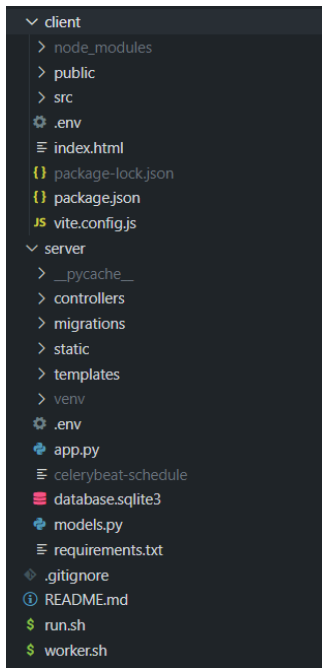 client
node_modules
public
src
.env
index.html
package-lock.json
package.json
JS vite.config.js
server
__pycache__
controllers
migrations
static
templates
venv
.env
app.py
celerybeat-schedule
database.sqlite3
models.py
requirements.txt
.gitignore
README.md
$ run.sh
$ worker.sh